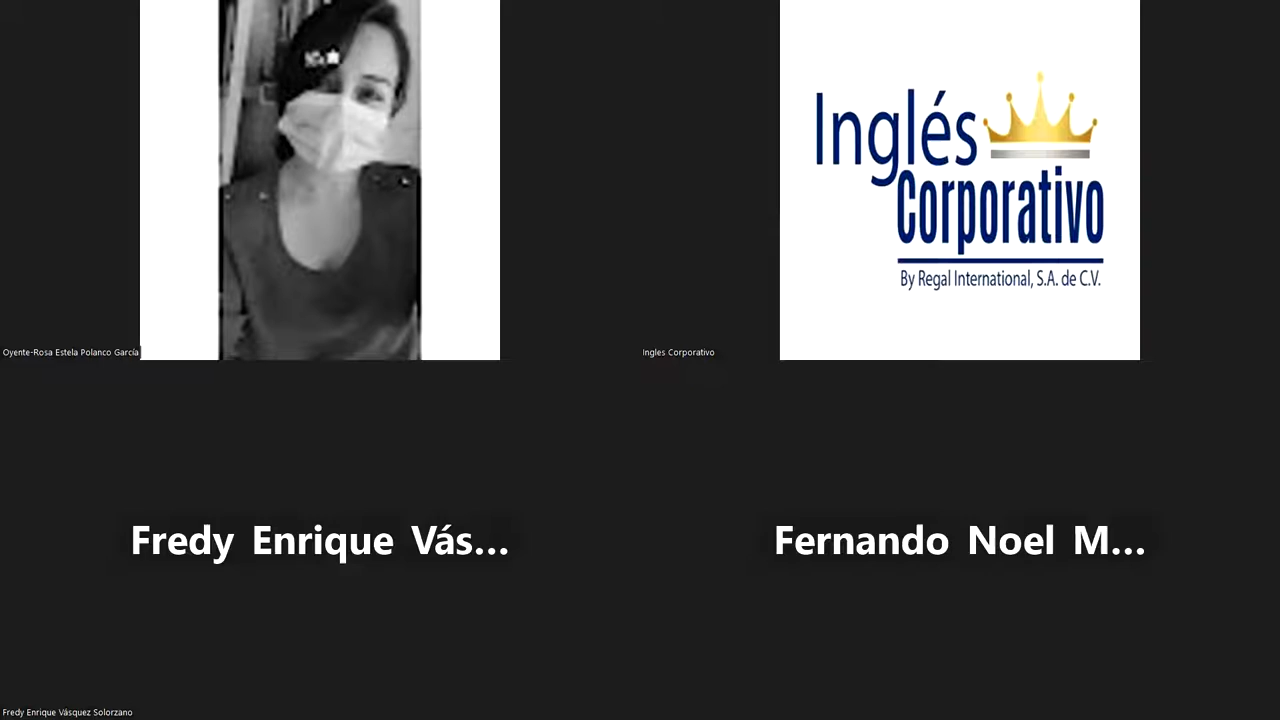 Oyente-Rosa Estela Polanco García
Inglés
Corporativo
By Regal International, S.A. de C.V.
Ingles Corporativo
Fredy Enrique Vás...
Fernando Noel M...
Fredy Enrique Vásquez Solorzano